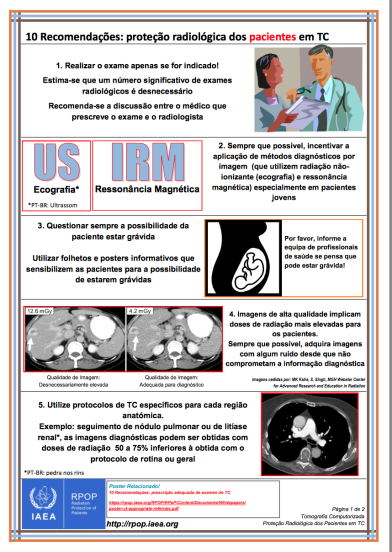 10 Recomendações: proteção radiológica dos pacientes em TC
1. Realizar o exame apenas se for indicado!
Estima-se que um número significativo de exames
radiológicos é desnecessário
Recomenda-se a discussão entre o médico que
prescreve o exame e o radiologista
US
Ecografia*
*PT-BR: Ultrassom
IRM
Ressonância Magnética
2. Sempre que possível, incentivar a
aplicação de métodos diagnósticos por
imagem (que utilizem radiação não-
ionizante (ecografia) e ressonância
magnética) especialmente em pacientes
jovens
3. Questionar sempre a possibilidade da
paciente estar grávida
Utilizar folhetos e posters informativos que
sensibilizem as pacientes para a possibilidade
de estarem grávidas
Por favor, informe a
equipa de profissionais
de saúde se pensa que
pode estar grávida!
12.6 mGy
4.2 mGy
Qualidade de Imagem:
Desnecessariamente elevada
Qualidade de Imagem:
Adequada para diagnóstico
4. Imagens de alta qualidade implicam
doses de radiação mais elevadas para
os pacientes.
Sempre que possível, adquira imagens
com algum ruído desde que não
comprometam a informação diagnóstica
Imagens cedidas por: MK Kalra, S. Singh, MGH Webster Center
for Advanced Research and Education in Radiation
5. Utilize protocolos de TC específicos para cada região
anatómica.
Exemplo: seguimento de nódulo pulmonar ou de litíase
renal*, as imagens diagnósticas podem ser obtidas com
doses de radiação 50 a 75% inferiores à obtida com o
protocolo de rotina ou geral
*PT-BR: pedra nos rins
IAEA
RPOP
Radiation
Protection of
Patients
Poster Relacionado/
10 Recomendações: prescrição adequada de exames de TC
https://rpop.iaea.org/RPOP/RPoP/Content/Documents/Whitepapers/
poster-ct-appropriate-referrals.pdf
http://rpop.iaea.org
Página 1 de 2
Tomografia Computorizada
Proteção Radiológica dos Pacientes em TC